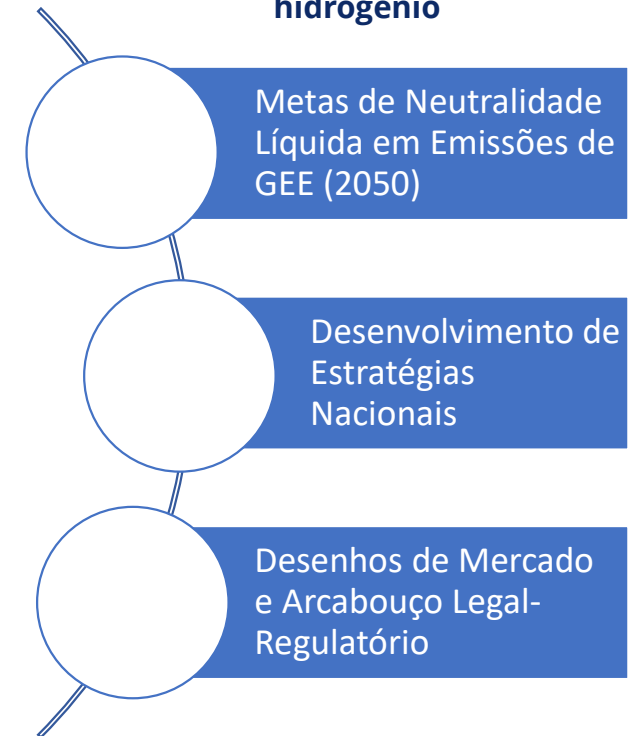 hidrogênio
Metas de Neutralidade
Líquida em Emissões de
GEE (2050)
Desenvolvimento de
Estratégias
Nacionais
Desenhos de Mercado
e Arcabouço Legal-
Regulatório